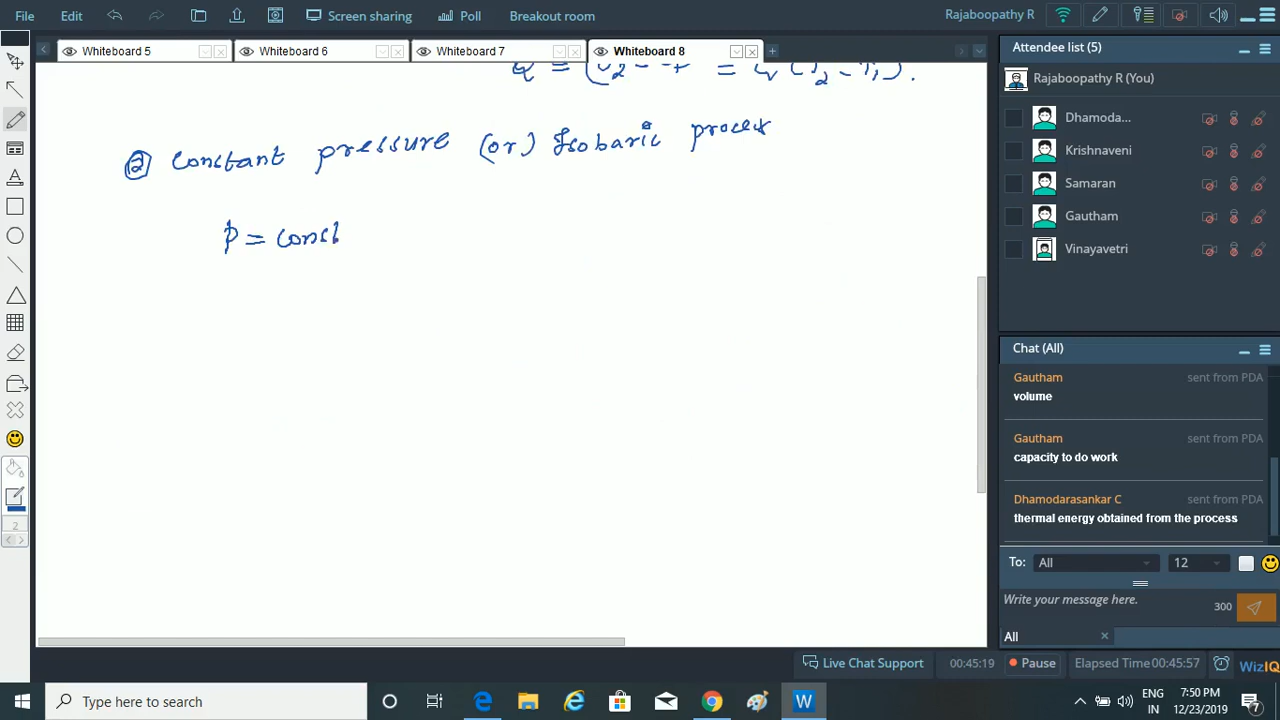 File Edit Screen sharing Poll Breakout room Rajaboopathy R
Whiteboard 5 Whiteboard 6 Whiteboard 7 Whiteboard 8
② Constant pressure (or) Isobaric process
P = const
Attendee list (5)
Rajaboopathy R (You)
Dhamoda...
Krishnaveni
Samaran
Gautham
Vinayavetri
Chat (All)
Gautham sent from PDA
volume
Gautham sent from PDA
capacity to do work
Dhamodarasankar C sent from PDA
thermal energy obtained from the process
To: All 12
Write your message here. 300
All
Live Chat Support 00:45:19 Pause Elapsed Time 00:45:57 WizIQ
2
Type here to search
ENG 7:50 PM
IN 12/23/2019 7